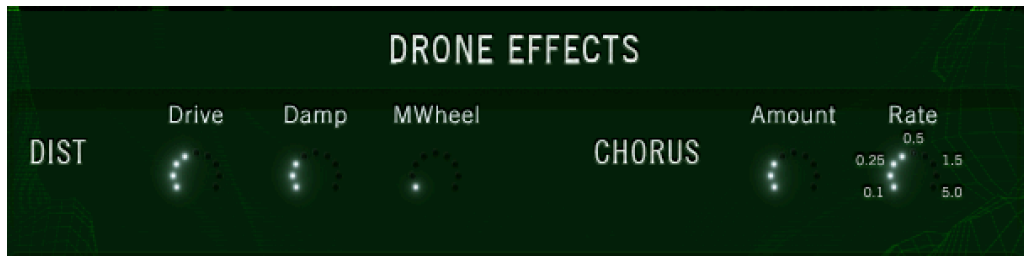 DRONE EFFECTS
Drive Damp MWheel Amount Rate
DIST CHORUS
0.5
0.25 1.5
0.1 5.0